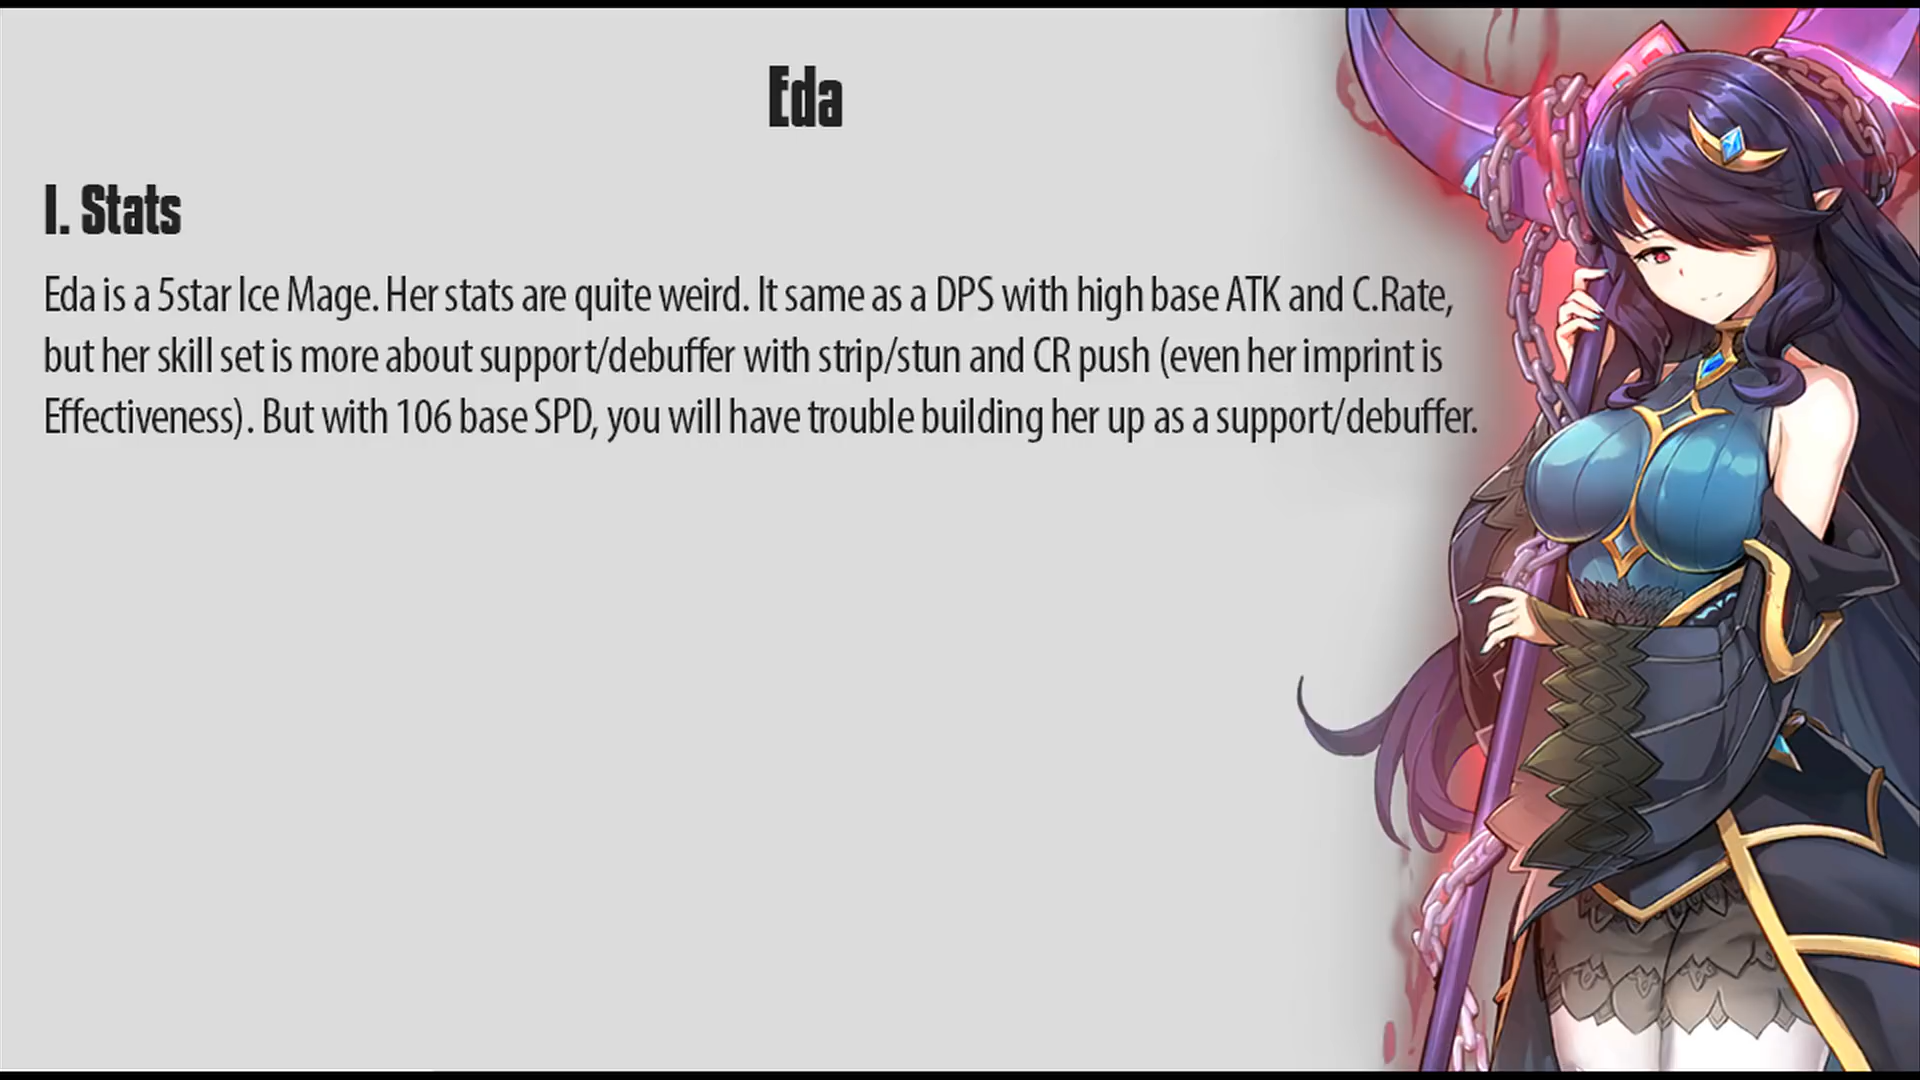 Eda
I. Stats
Eda is a 5star Ice Mage. Her stats are quite weird. It same as a DPS with high base ATK and C.Rate,
but her skill set is more about support/debuffer with strip/stun and CR push (even her imprint is
Effectiveness). But with 106 base SPD, you will have trouble building her up as a support/debuffer.